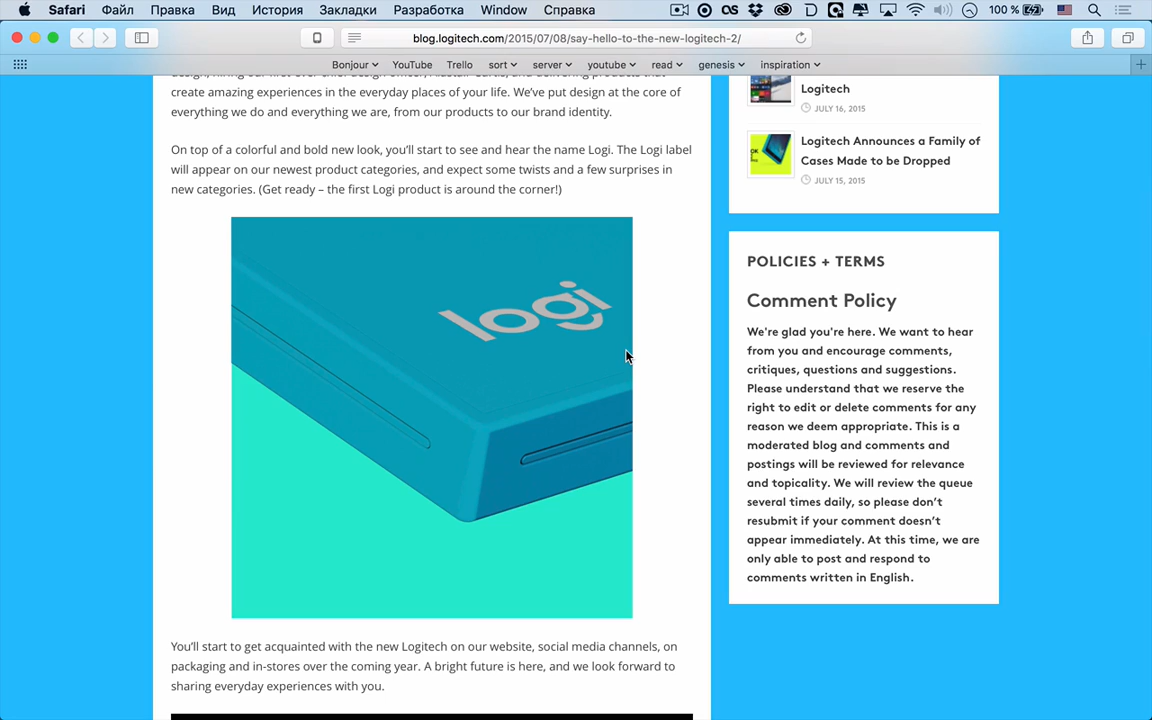 Safari Файл Правка Вид История Закладки Разработка Window Справка 100 %
blog.logitech.com/2015/07/08/say-hello-to-the-new-logitech-2/
Bonjour YouTube Trello sort server youtube read genesis inspiration
create amazing experiences in the everyday places of your life. We've put design at the core of
everything we do and everything we are, from our products to our brand identity.
On top of a colorful and bold new look, you'll start to see and hear the name Logi. The Logi label
will appear on our newest product categories, and expect some twists and a few surprises in
new categories. (Get ready – the first Logi product is around the corner!)
logi
You'll start to get acquainted with the new Logitech on our website, social media channels, on
packaging and in-stores over the coming year. A bright future is here, and we look forward to
sharing everyday experiences with you.
Logitech
JULY 16, 2015
Logitech Announces a Family of
Cases Made to be Dropped
JULY 15, 2015
POLICIES + TERMS
Comment Policy
We're glad you're here. We want to hear
from you and encourage comments,
critiques, questions and suggestions.
Please understand that we reserve the
right to edit or delete comments for any
reason we deem appropriate. This is a
moderated blog and comments and
postings will be reviewed for relevance
and topicality. We will review the queue
several times daily, so please don't
resubmit if your comment doesn't
appear immediately. At this time, we are
only able to post and respond to
comments written in English.